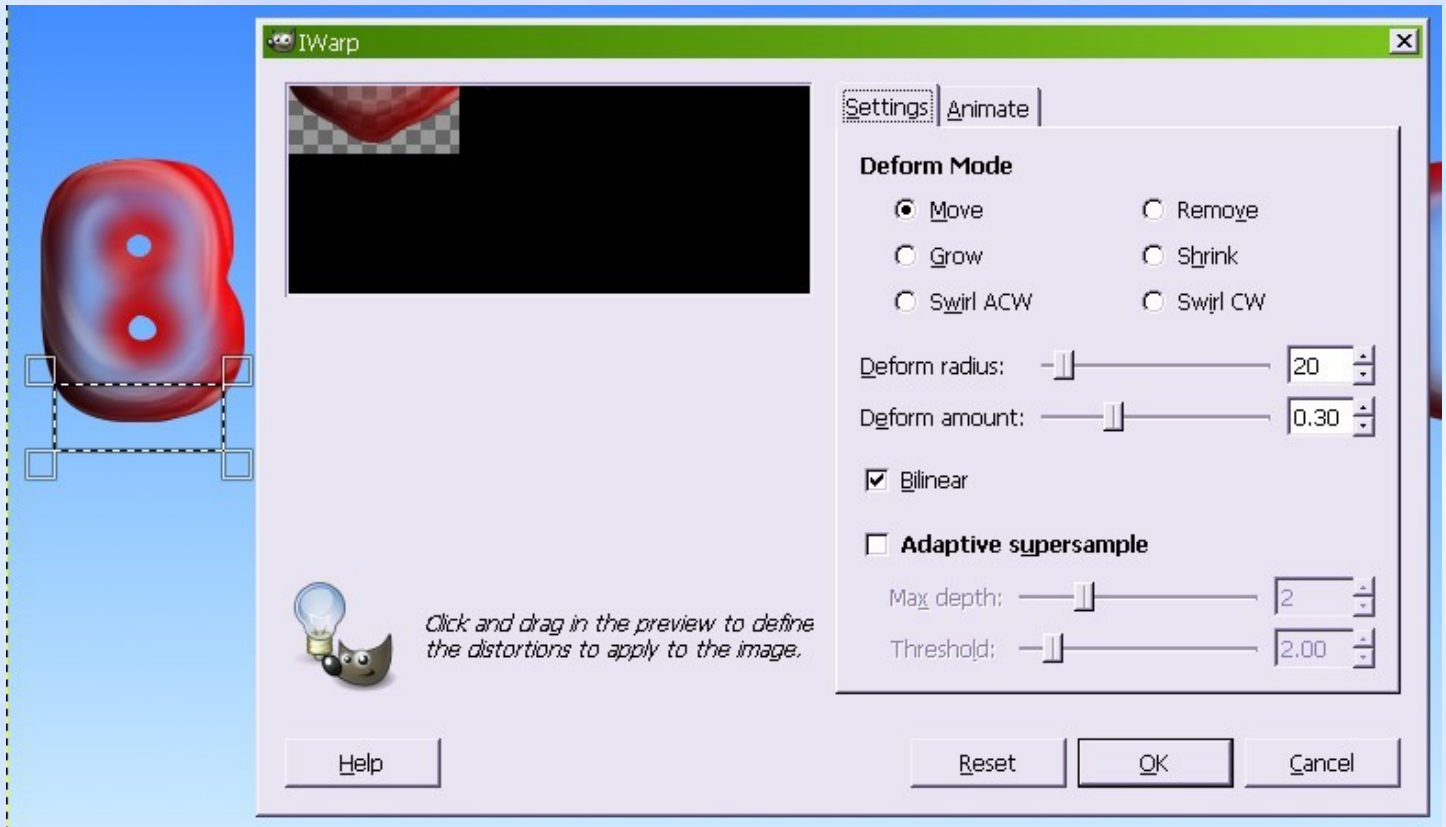 IWarp
Settings Animate
Deform Mode
Move Remove
Grow Shrink
Swirl ACW Swirl CW
Deform radius: 20
Deform amount: 0.30
Bilinear
Adaptive supersample
Max depth: 2
Threshold: 2.00
Click and drag in the preview to define
the distortions to apply to the image.
Help Reset OK Cancel